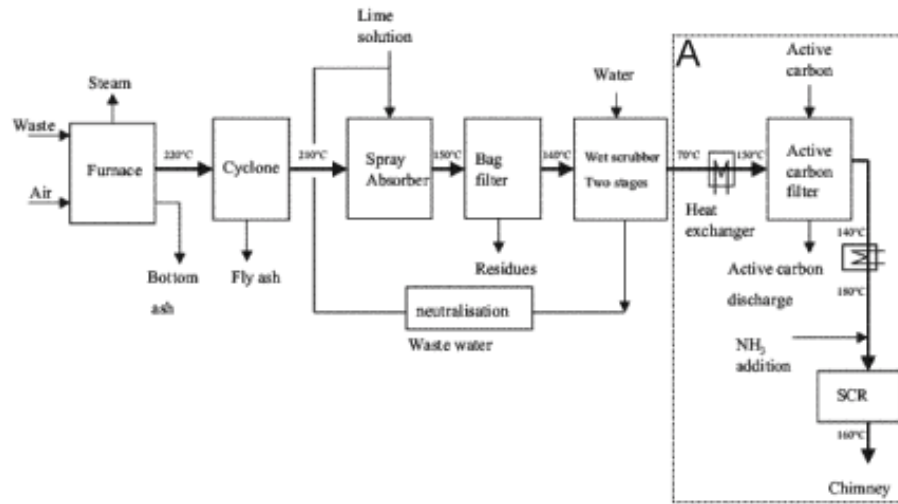 Lime
solution
A
Active
carbon
Steam
Water
Waste
Furnace
220°C
Cyclone
210°C
Spray
Absorber
150°C
Bag
filter
140°C
Wet scrubber
Two stages
70°C
130°C
Active
carbon
filter
Air
Heat
exchanger
140°C
Bottom
ash
Fly ash
Residues
Active carbon
discharge
180°C
neutralisation
Waste water
NH3
addition
SCR
160°C
Chimney